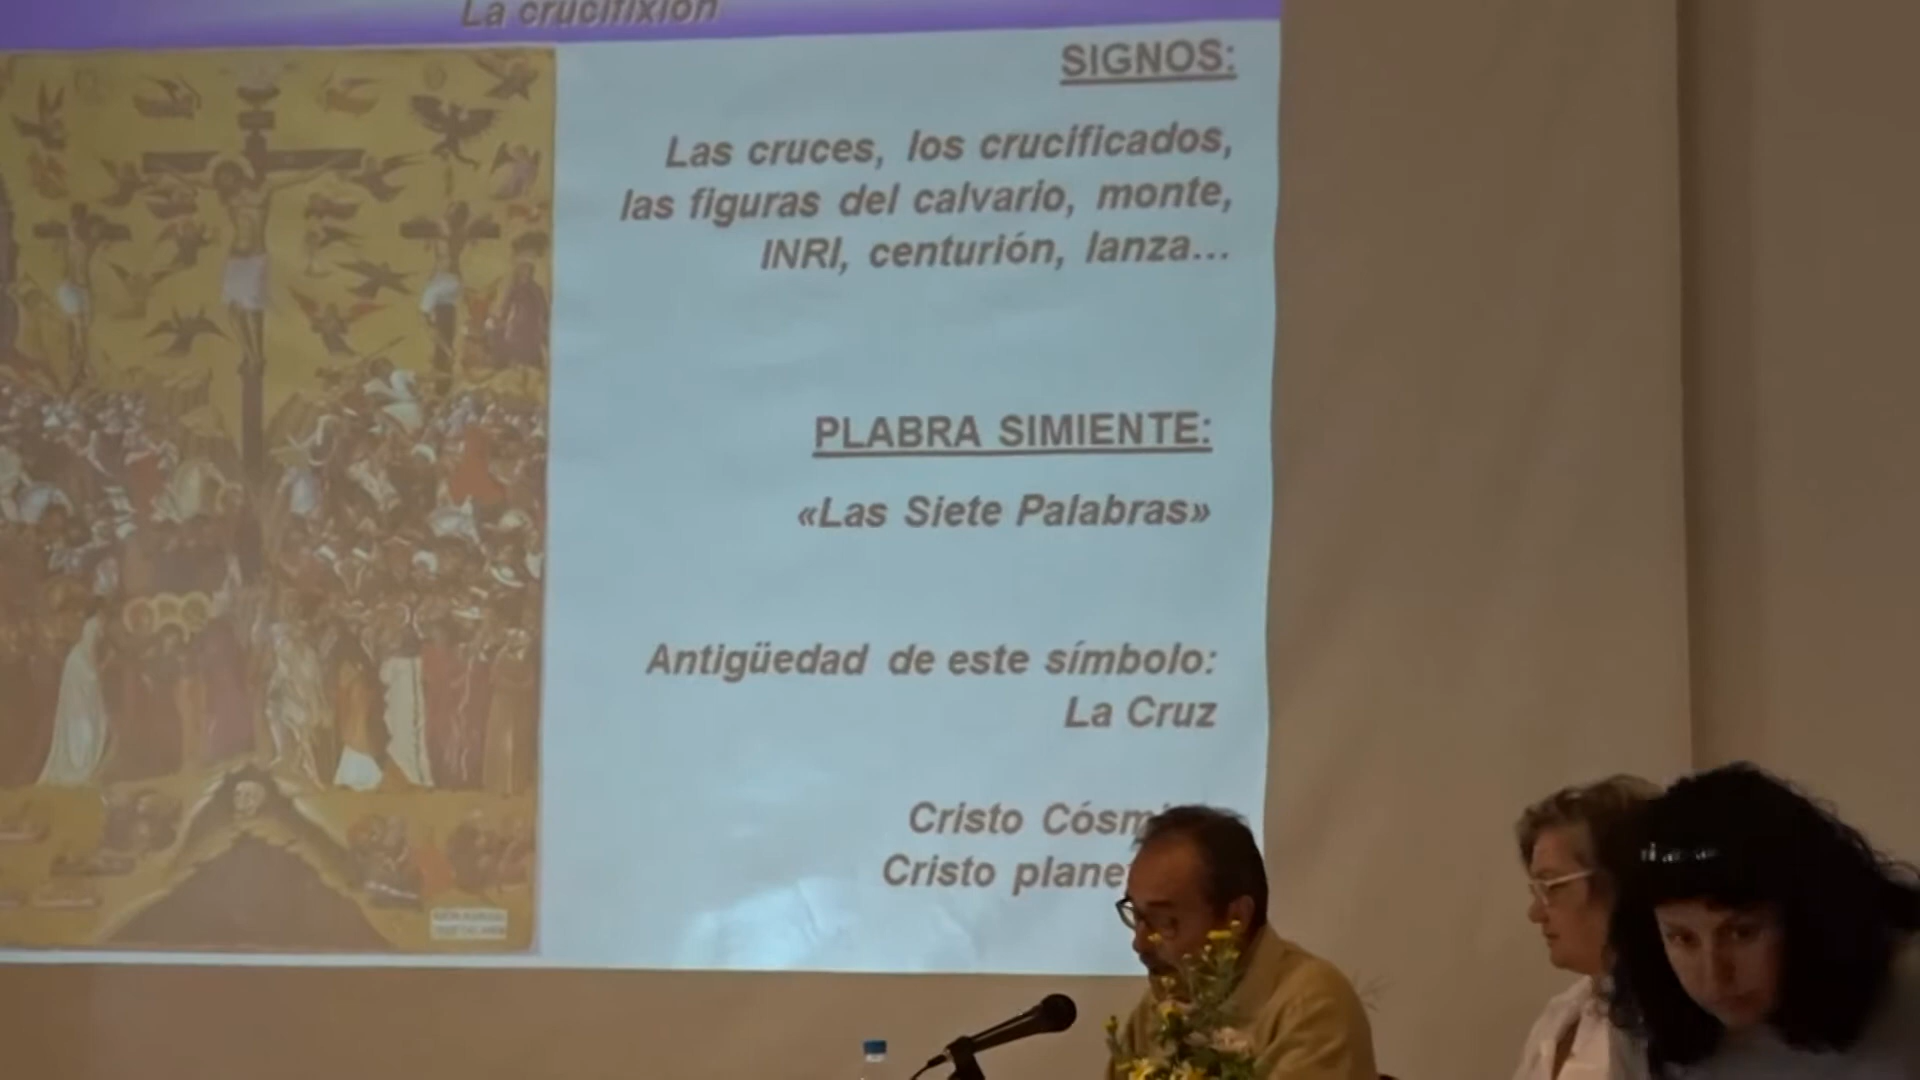 La crucifixión
SIGNOS:
Las cruces, los crucificados,
las figuras del calvario, monte,
INRI, centurión, lanza...
PLABRA SIMIENTE:
«Las Siete Palabras»
Antigüedad de este símbolo:
La Cruz
Cristo
Cristo